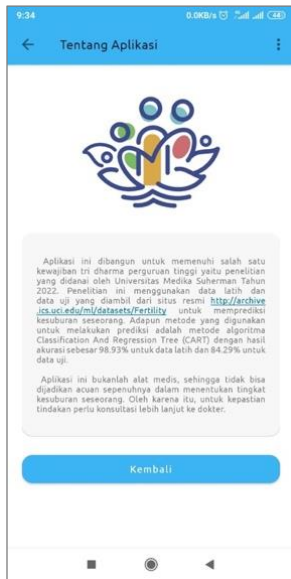 9:34
0.0KB/s
44
Tentang Aplikasi
Aplikasi ini dibangun untuk memenuhi salah satu
kewajiban tri dharma perguruan tinggi yaitu penelitian
yang didanai oleh Universitas Medika Suherman Tahun
2022. Penelitian ini menggunakan data latih dan
data uji yang diambil dari situs resmi http://archive
.ics.uci.edu/ml/datasets/Fertility untuk memprediksi
kesuburan seseorang. Adapun metode yang digunakan
untuk melakukan prediksi adalah metode algoritma
Classification And Regression Tree (CART) dengan hasil
akurasi sebesar 98.93% untuk data latih dan 84.29% untuk
data uji.
Aplikasi ini bukanlah alat medis, sehingga tidak bisa
dijadikan acuan sepenuhnya dalam menentukan tingkat
kesuburan seseorang. Oleh karena itu, untuk kepastian
tindakan perlu konsultasi lebih lanjut ke dokter.
Kembali